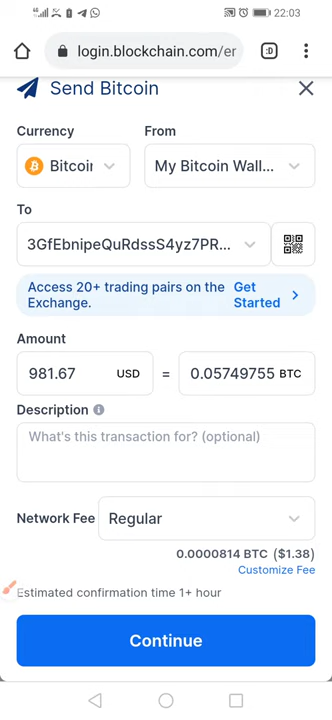 22:03
login.blockchain.com/er
:D
Send Bitcoin
Currency
From
Bitcoin
My Bitcoin Wall...
To
3GfEbnipeQuRdssS4yz7PR...
Access 20+ trading pairs on the Exchange.
Get Started
Amount
981.67 USD
=
0.05749755 BTC
Description
What's this transaction for? (optional)
Network Fee
Regular
0.0000814 BTC ($1.38)
Customize Fee
Estimated confirmation time 1+ hour
Continue